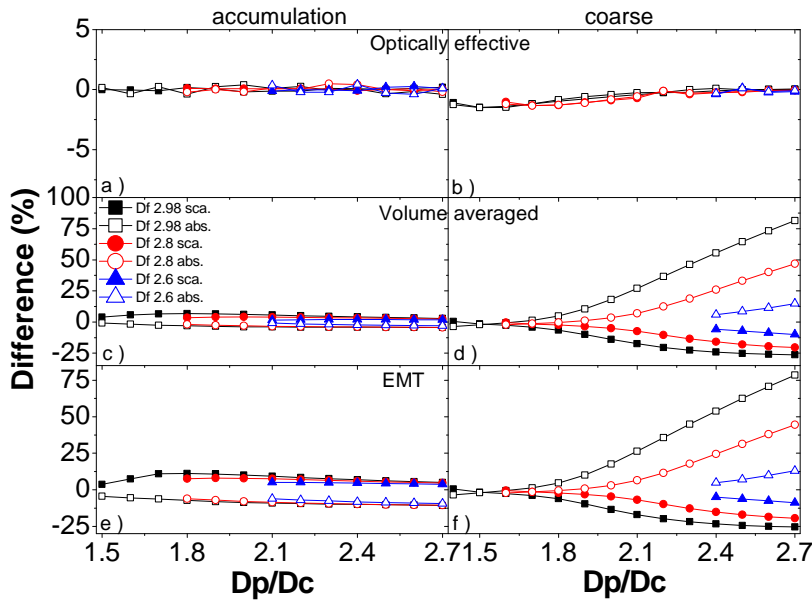 accumulation coarse
5
0
-5
Optically effective
a )
b )
Difference (%)
100
75
50
25
0
-25
Volume averaged
Df 2.98 sca.
Df 2.98 abs.
Df 2.8 sca.
Df 2.8 abs.
Df 2.6 sca.
Df 2.6 abs.
c )
d )
75
50
25
0
-25
EMT
e )
f )
1.5 1.8 2.1 2.4 2.7 1.5 1.8 2.1 2.4 2.7
Dp/Dc Dp/Dc